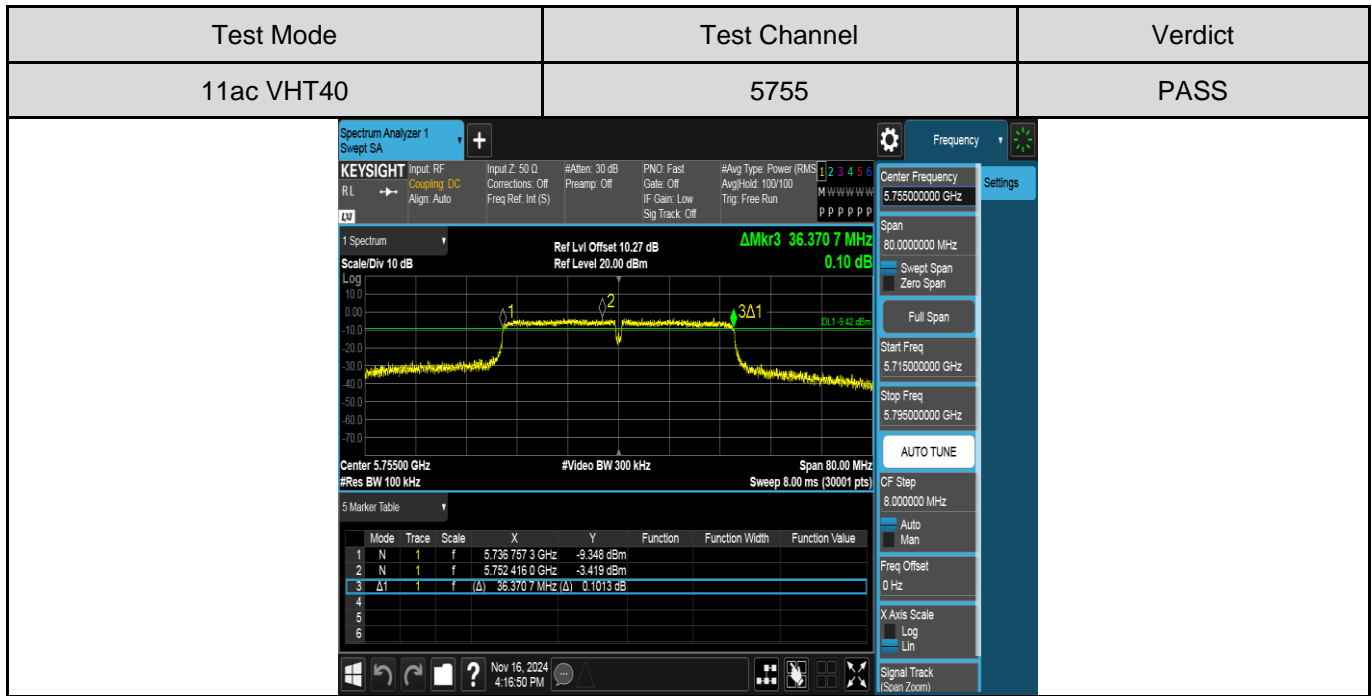 Test Mode Test Channel Verdict
11ac VHT40 5755 PASS
Spectrum Analyzer 1
Swept SA
+
Frequency
KEYSIGHT
RL
LXI
Input: RF
Coupling: DC
Align: Auto
Input Z: 50 Ω
Corrections: Off
Freq Ref: Int (S)
#Atten: 30 dB
Preamp: Off
PNO: Fast
Gate: Off
IF Gain: Low
Sig Track: Off
#Avg Type: Power (RMS
Avg|Hold: 100/100
Trig: Free Run
1 2 3 4 5 6
M W W W W W
P P P P P P
1 Spectrum
Scale/Div 10 dB
Ref Lvl Offset 10.27 dB
Ref Level 20.00 dBm
ΔMkr3 36.370 7 MHz
0.10 dB
Log
10.0
0.00
-10.0
-20.0
-30.0
-40.0
-50.0
-60.0
-70.0
1
2
3Δ1
DL1 -9.42 dBm
Center 5.75500 GHz
#Res BW 100 kHz
#Video BW 300 kHz
Span 80.00 MHz
Sweep 8.00 ms (30001 pts)
5 Marker Table
Mode Trace Scale X Y Function Function Width Function Value
1 N 1 f 5.736 757 3 GHz -9.348 dBm
2 N 1 f 5.752 416 0 GHz -3.419 dBm
3 Δ1 1 f (Δ) 36.370 7 MHz (Δ) 0.1013 dB
4
5
6
?
Nov 16, 2024
4:16:50 PM
Center Frequency
5.755000000 GHz
Settings
Span
80.0000000 MHz
Swept Span
Zero Span
Full Span
Start Freq
5.715000000 GHz
Stop Freq
5.795000000 GHz
AUTO TUNE
CF Step
8.000000 MHz
Auto
Man
Freq Offset
0 Hz
X Axis Scale
Log
Lin
Signal Track
(Span Zoom)